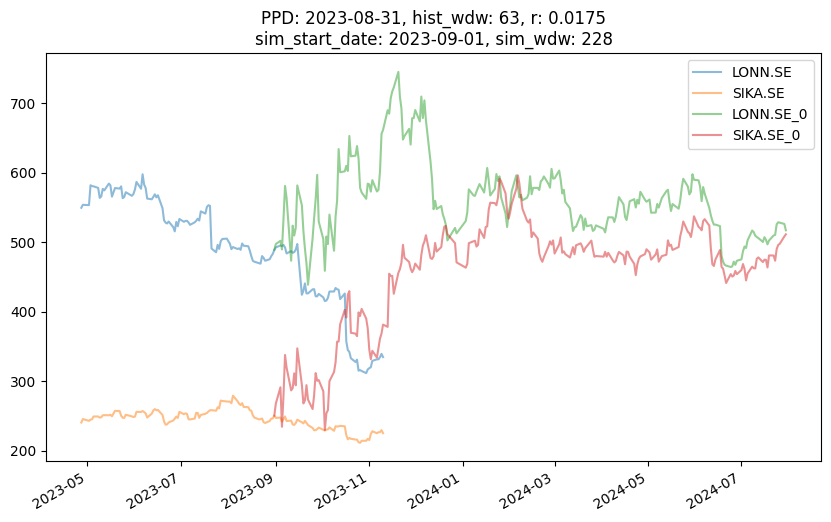 PPD: 2023-08-31, hist_wdw: 63, r: 0.0175
sim_start_date: 2023-09-01, sim_wdw: 228
LONN.SE
SIKA.SE
LONN.SE_0
SIKA.SE_0
700
600
500
400
300
200
2023-05
2023-07
2023-09
2023-11
2024-01
2024-03
2024-05
2024-07